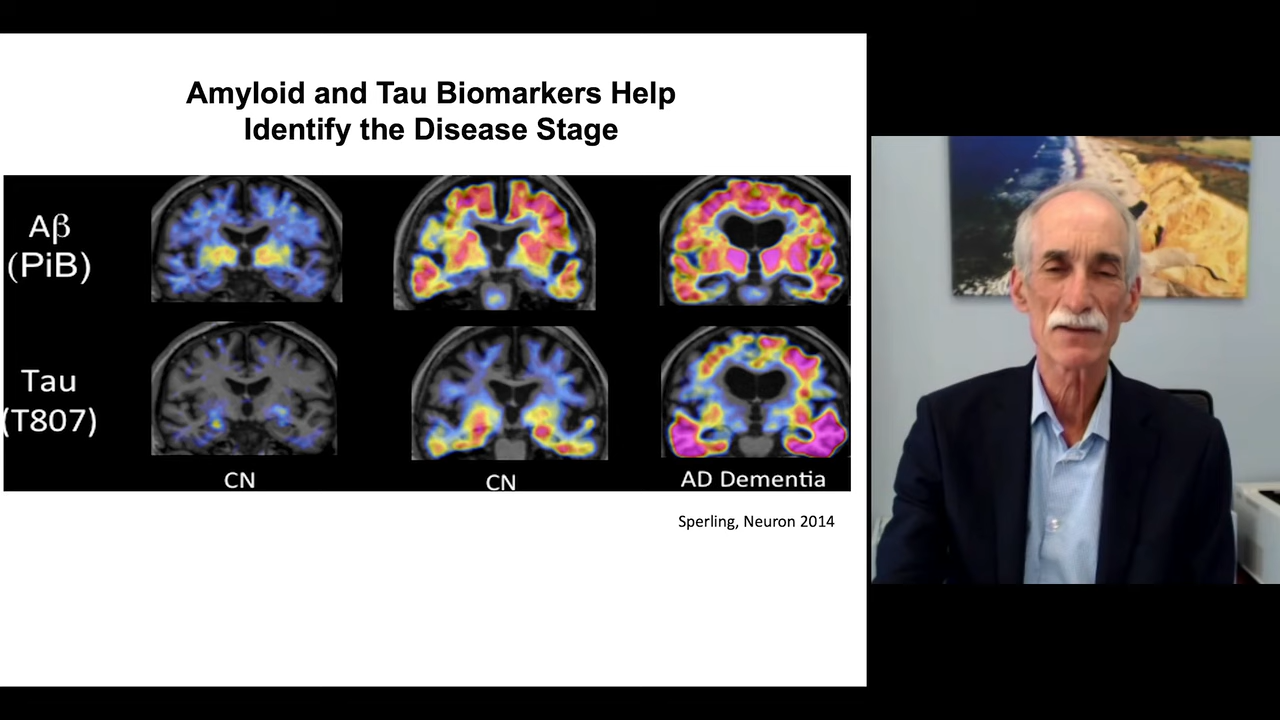 Amyloid and Tau Biomarkers Help
Identify the Disease Stage
Aβ
(PiB)
Tau
(T807)
CN
CN
AD Dementia
Sperling, Neuron 2014